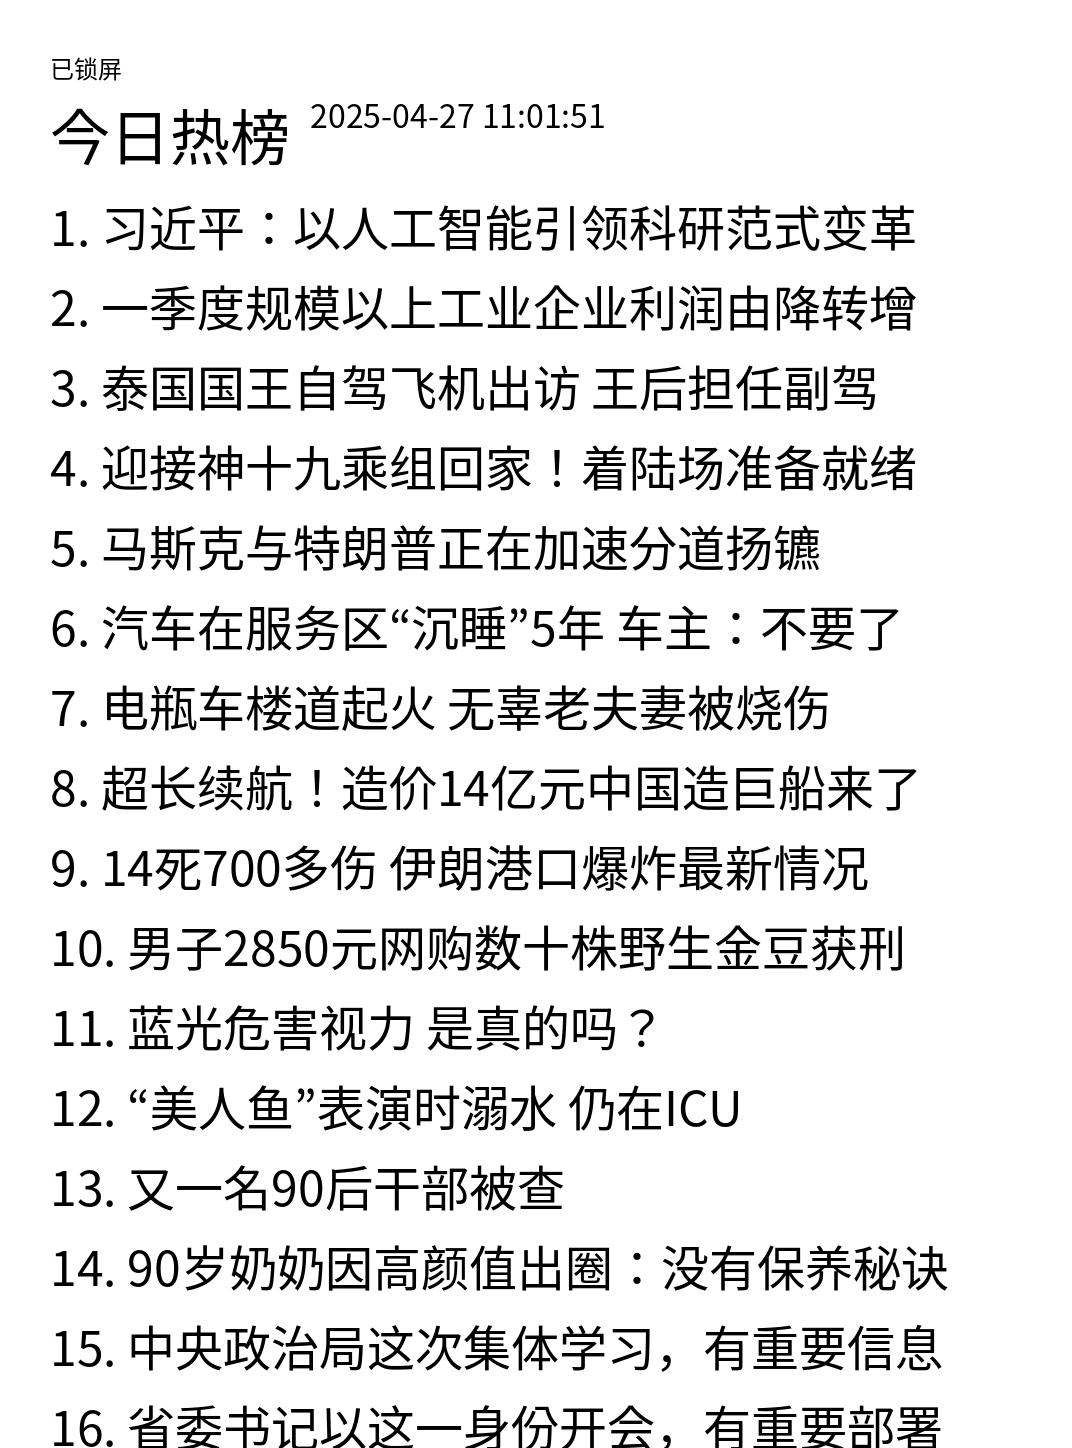 已锁屏
今日热榜 2025-04-27 11:01:51
1. 习近平：以人工智能引领科研范式变革
2. 一季度规模以上工业企业利润由降转增
3. 泰国国王自驾飞机出访 王后担任副驾
4. 迎接神十九乘组回家！着陆场准备就绪
5. 马斯克与特朗普正在加速分道扬镳
6. 汽车在服务区“沉睡”5年 车主：不要了
7. 电瓶车楼道起火 无辜老夫妻被烧伤
8. 超长续航！造价14亿元中国造巨船来了
9. 14死700多伤 伊朗港口爆炸最新情况
10. 男子2850元网购数十株野生金豆获刑
11. 蓝光危害视力 是真的吗？
12. “美人鱼”表演时溺水 仍在ICU
13. 又一名90后干部被查
14. 90岁奶奶因高颜值出圈：没有保养秘诀
15. 中央政治局这次集体学习，有重要信息
16. 省委书记以这一身份开会，有重要部署